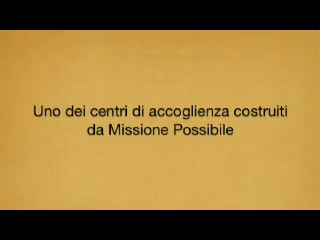 Uno dei centri di accoglienza costruiti
da Missione Possibile